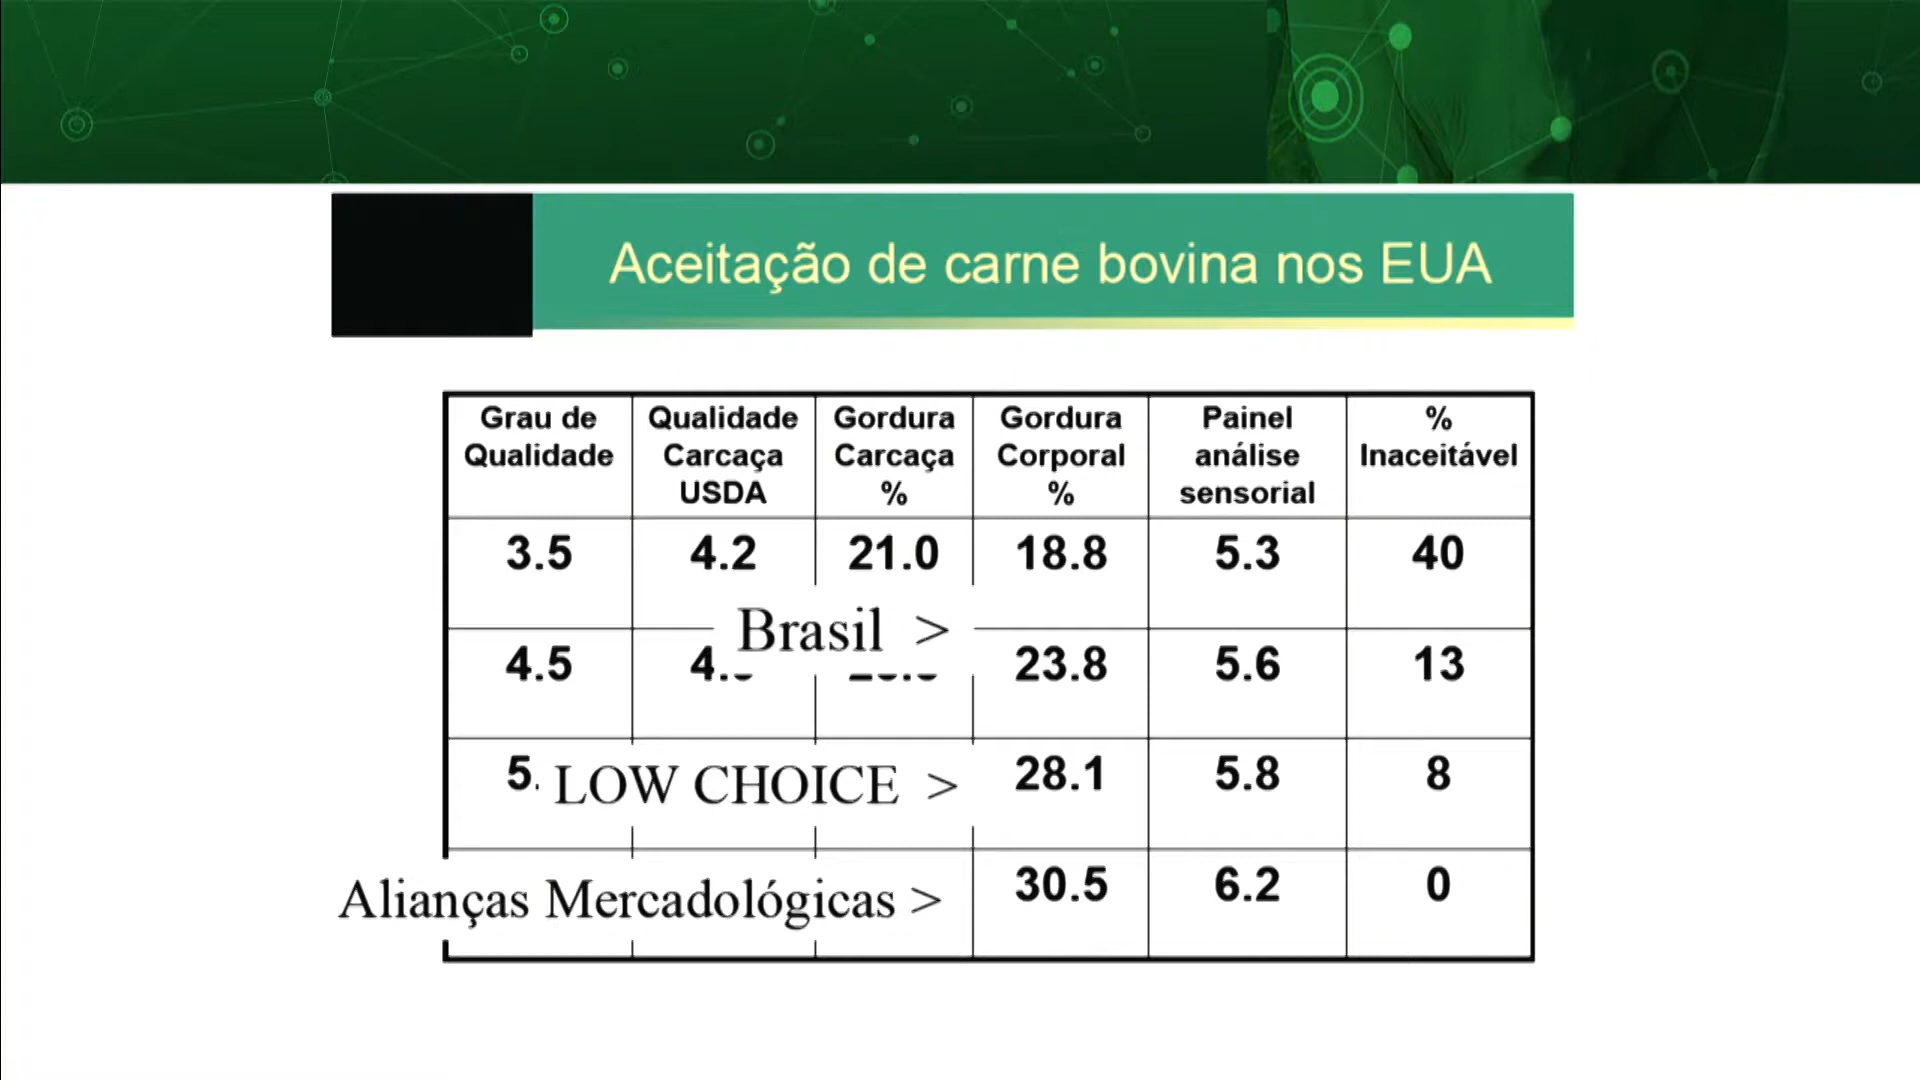 Aceitação de carne bovina nos EUA
Grau de Qualidade
Qualidade Carcaça USDA
Gordura Carcaça %
Gordura Corporal %
Painel análise sensorial
% Inaceitável
3.5 4.2 21.0 18.8 5.3 40
Brasil >
4.5 23.8 5.6 13
LOW CHOICE > 28.1 5.8 8
Alianças Mercadológicas > 30.5 6.2 0